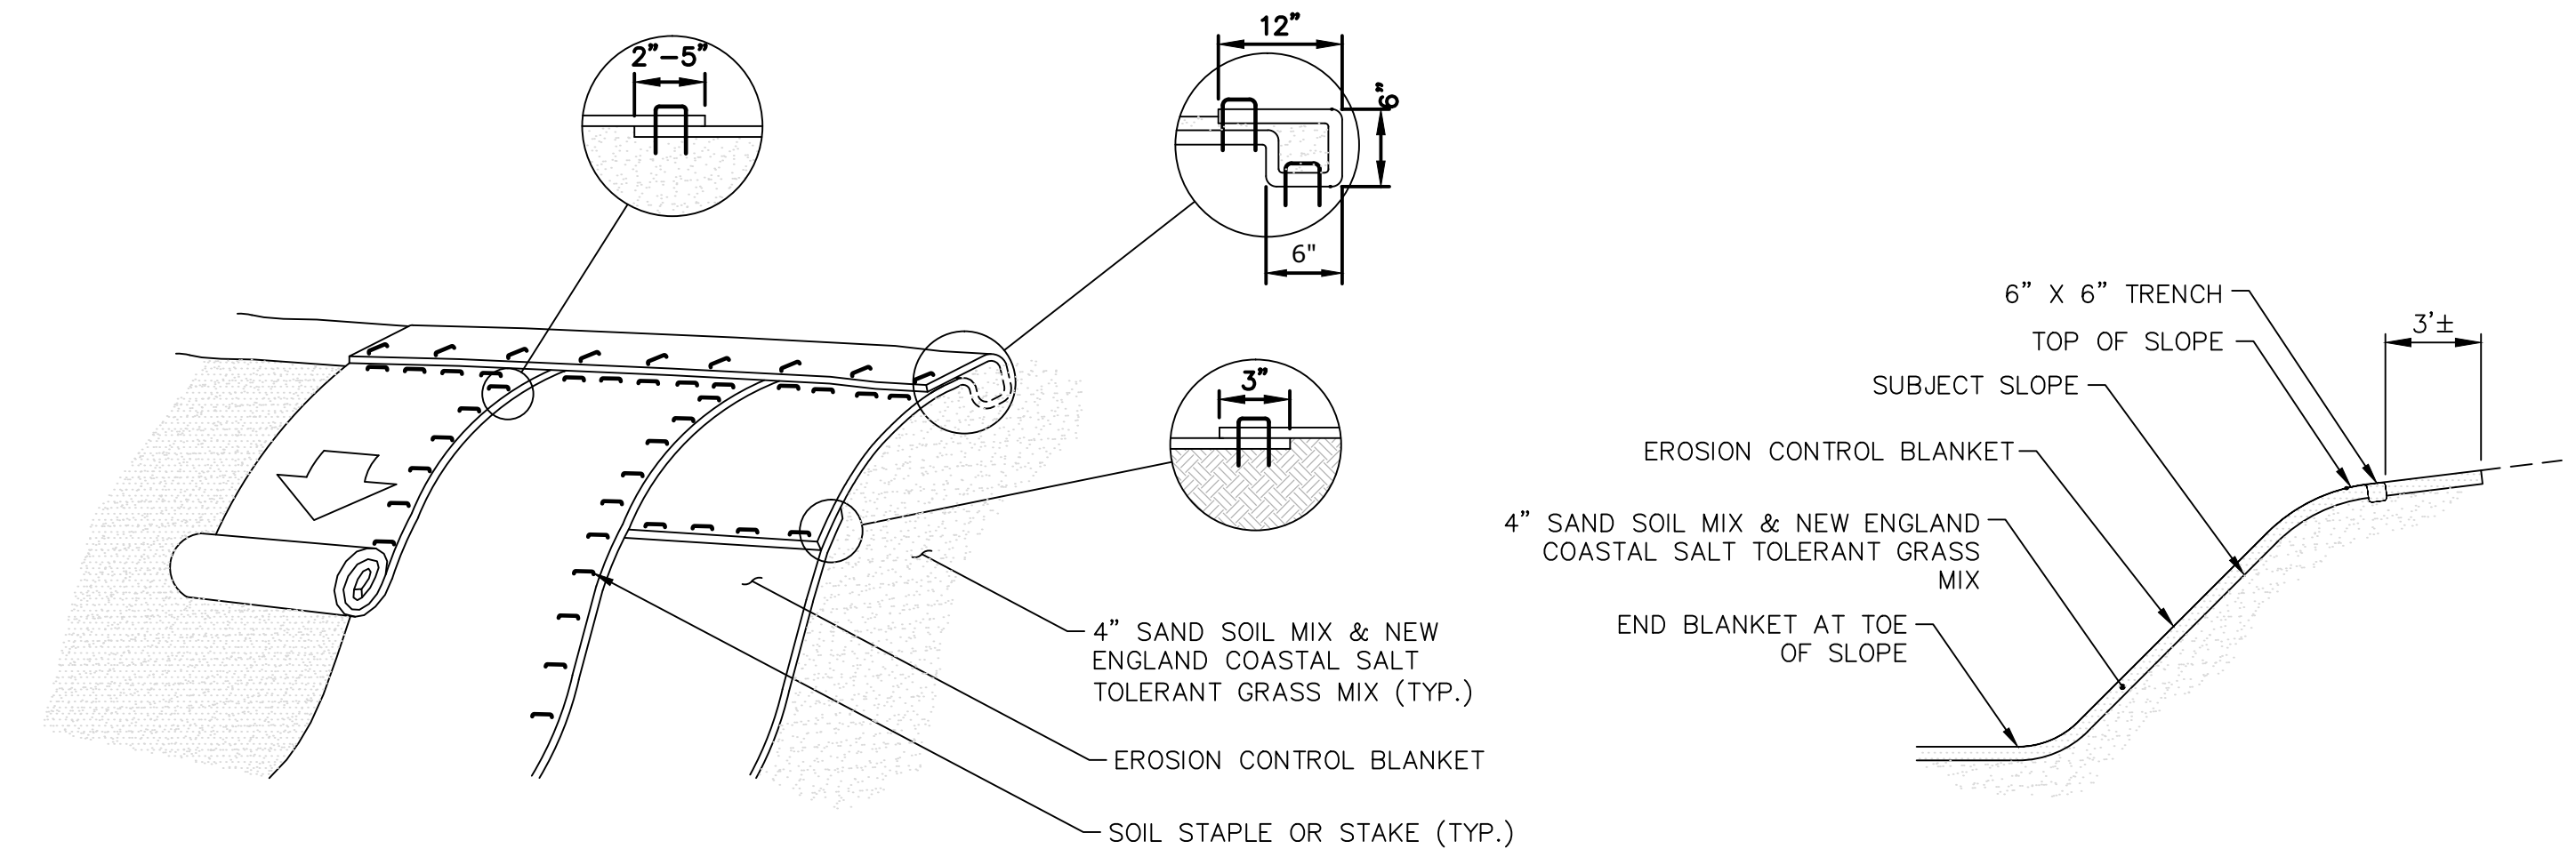 2”-5”
12”
6”
6"
3”
4” SAND SOIL MIX & NEW
ENGLAND COASTAL SALT
TOLERANT GRASS MIX (TYP.)
EROSION CONTROL BLANKET
SOIL STAPLE OR STAKE (TYP.)
6” X 6” TRENCH
3’±
TOP OF SLOPE
SUBJECT SLOPE
EROSION CONTROL BLANKET
4” SAND SOIL MIX & NEW ENGLAND
COASTAL SALT TOLERANT GRASS
MIX
END BLANKET AT TOE
OF SLOPE